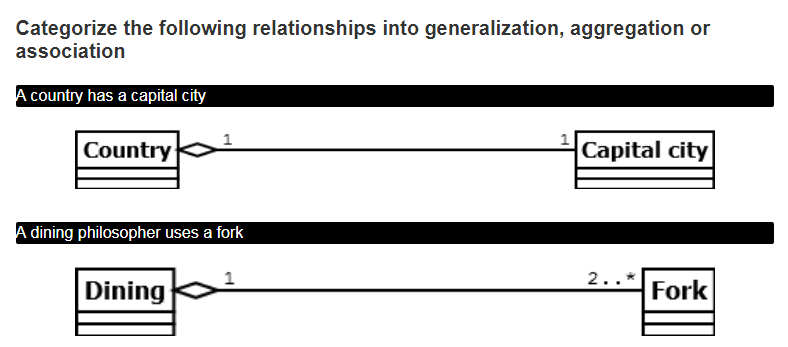 Categorize the following relationships into generalization, aggregation or
association
A country has a capital city
Country 1 1 Capital city
A dining philosopher uses a fork
Dining 1 2..* Fork